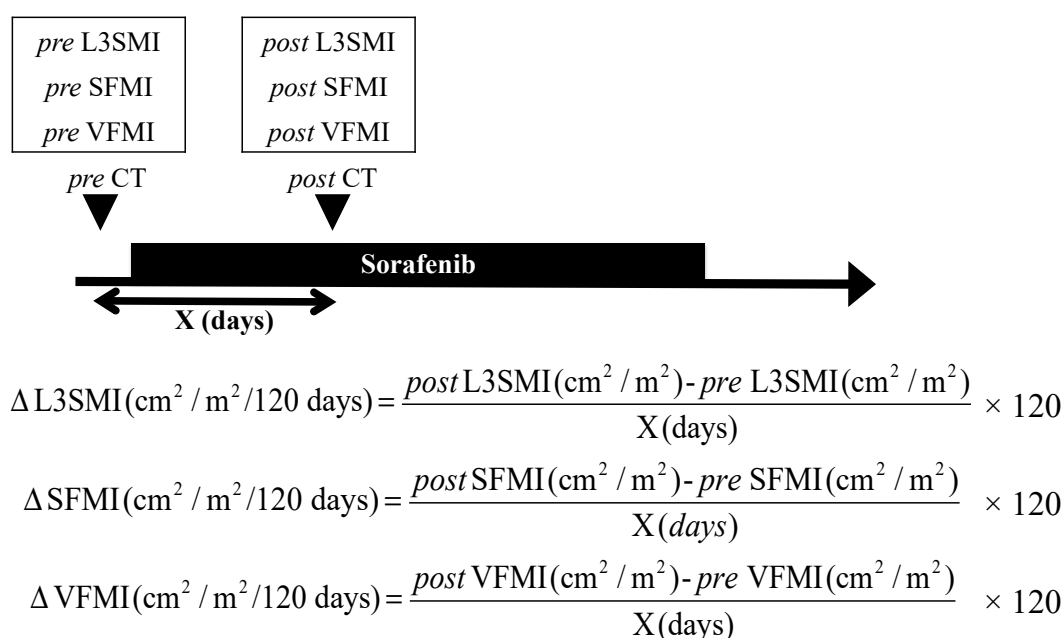 pre L3SMI
pre SFMI
pre VFMI
post L3SMI
post SFMI
post VFMI
pre CT
post CT
Sorafenib
X (days)
Δ L3SMI(cm² / m²/120 days) = post L3SMI(cm² / m²)- pre L3SMI(cm² / m²) / X(days) × 120
Δ SFMI(cm² / m²/120 days) = post SFMI(cm² / m²)- pre SFMI(cm² / m²) / X(days) × 120
Δ VFMI(cm² / m²/120 days) = post VFMI(cm² / m²)- pre VFMI(cm² / m²) / X(days) × 120